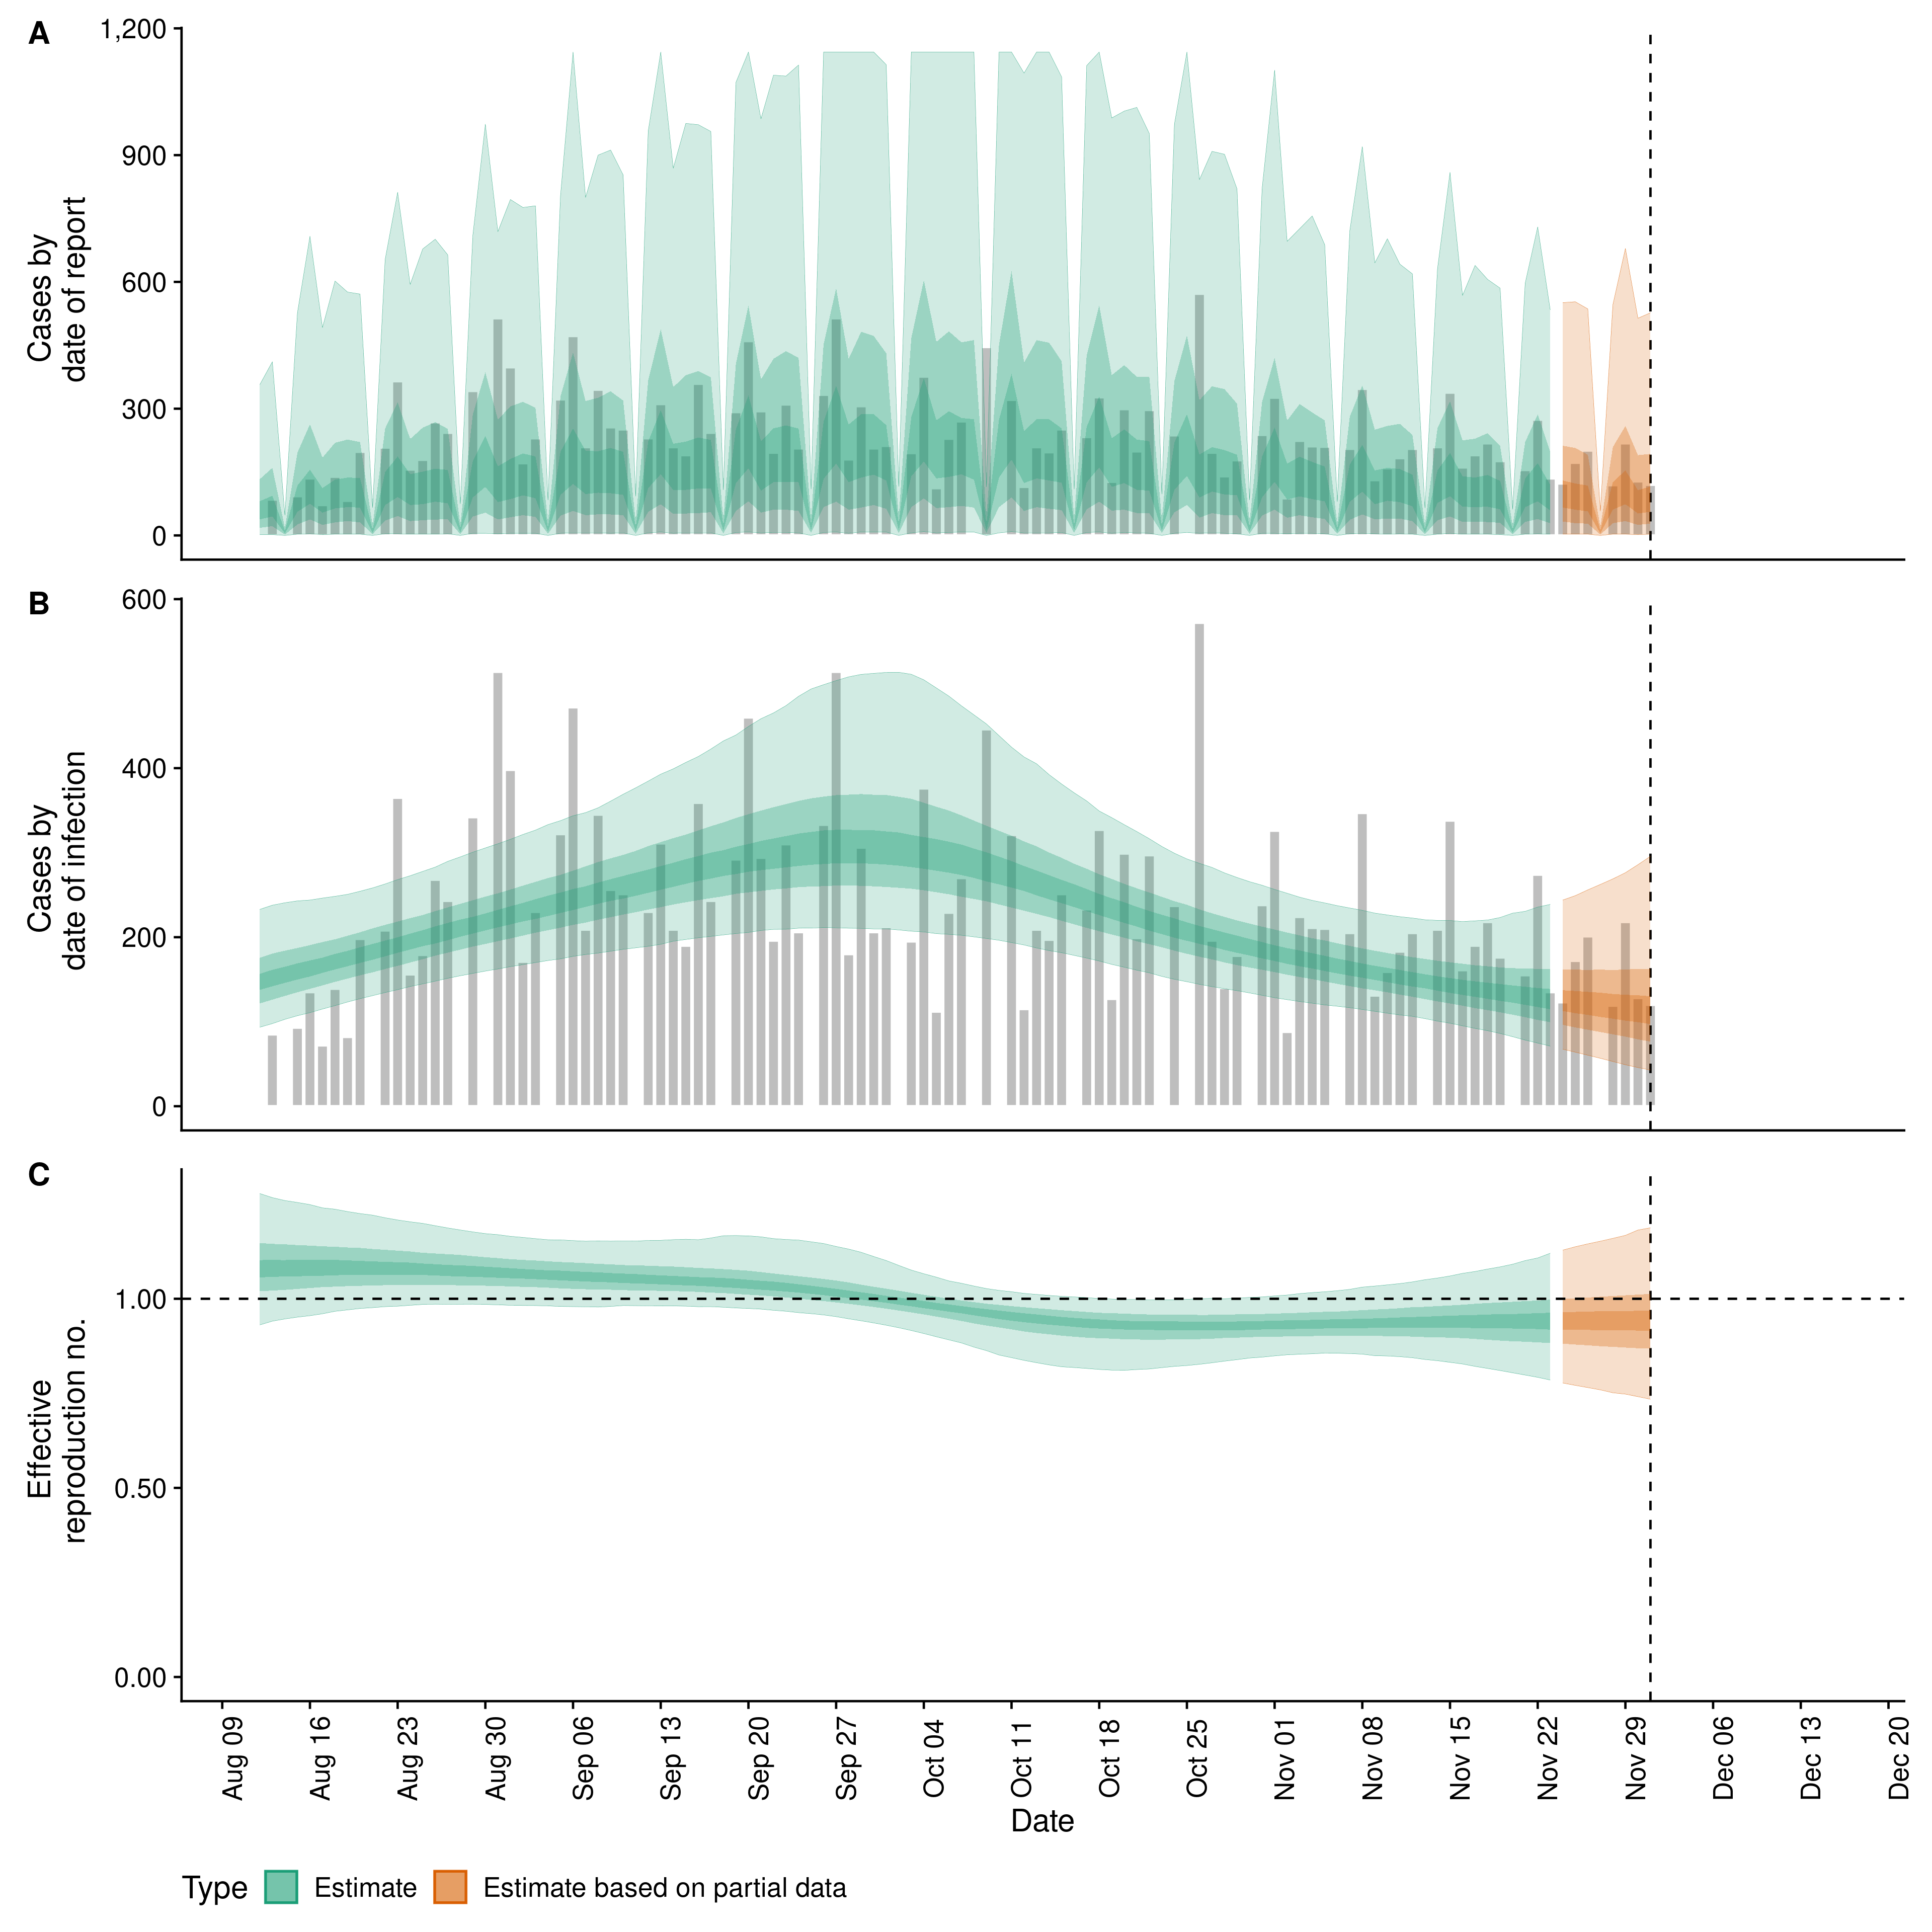 A
1,200
900
600
300
0
Cases by
date of report
B
600
400
200
0
Cases by
date of infection
C
1.00
0.50
0.00
Effective
reproduction no.
Aug 09
Aug 16
Aug 23
Aug 30
Sep 06
Sep 13
Sep 20
Sep 27
Oct 04
Oct 11
Oct 18
Oct 25
Nov 01
Nov 08
Nov 15
Nov 22
Nov 29
Dec 06
Dec 13
Dec 20
Date
Type Estimate Estimate based on partial data